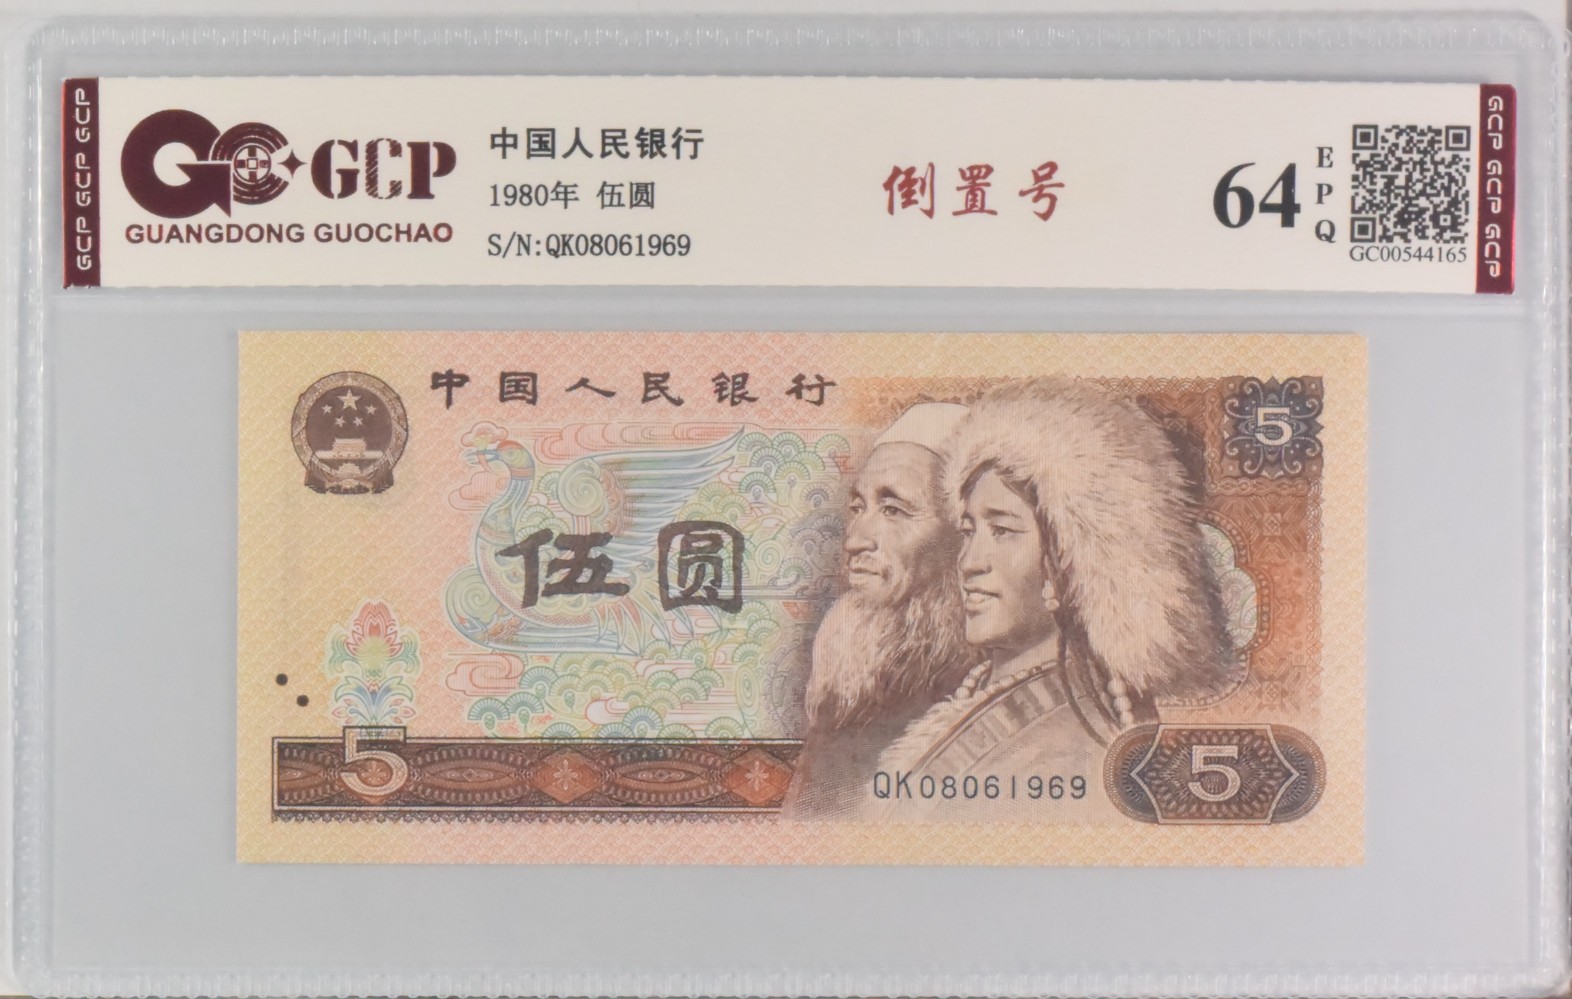 GCP GCP GCP
GCP
GUANGDONG GUOCHAO
中国人民银行
1980年 伍圆
S/N:QK08061969
倒置号
64
EPQ
GC00544165
GCP GCP GCP
中国人民银行
5
伍圆
5
QK08061969
5